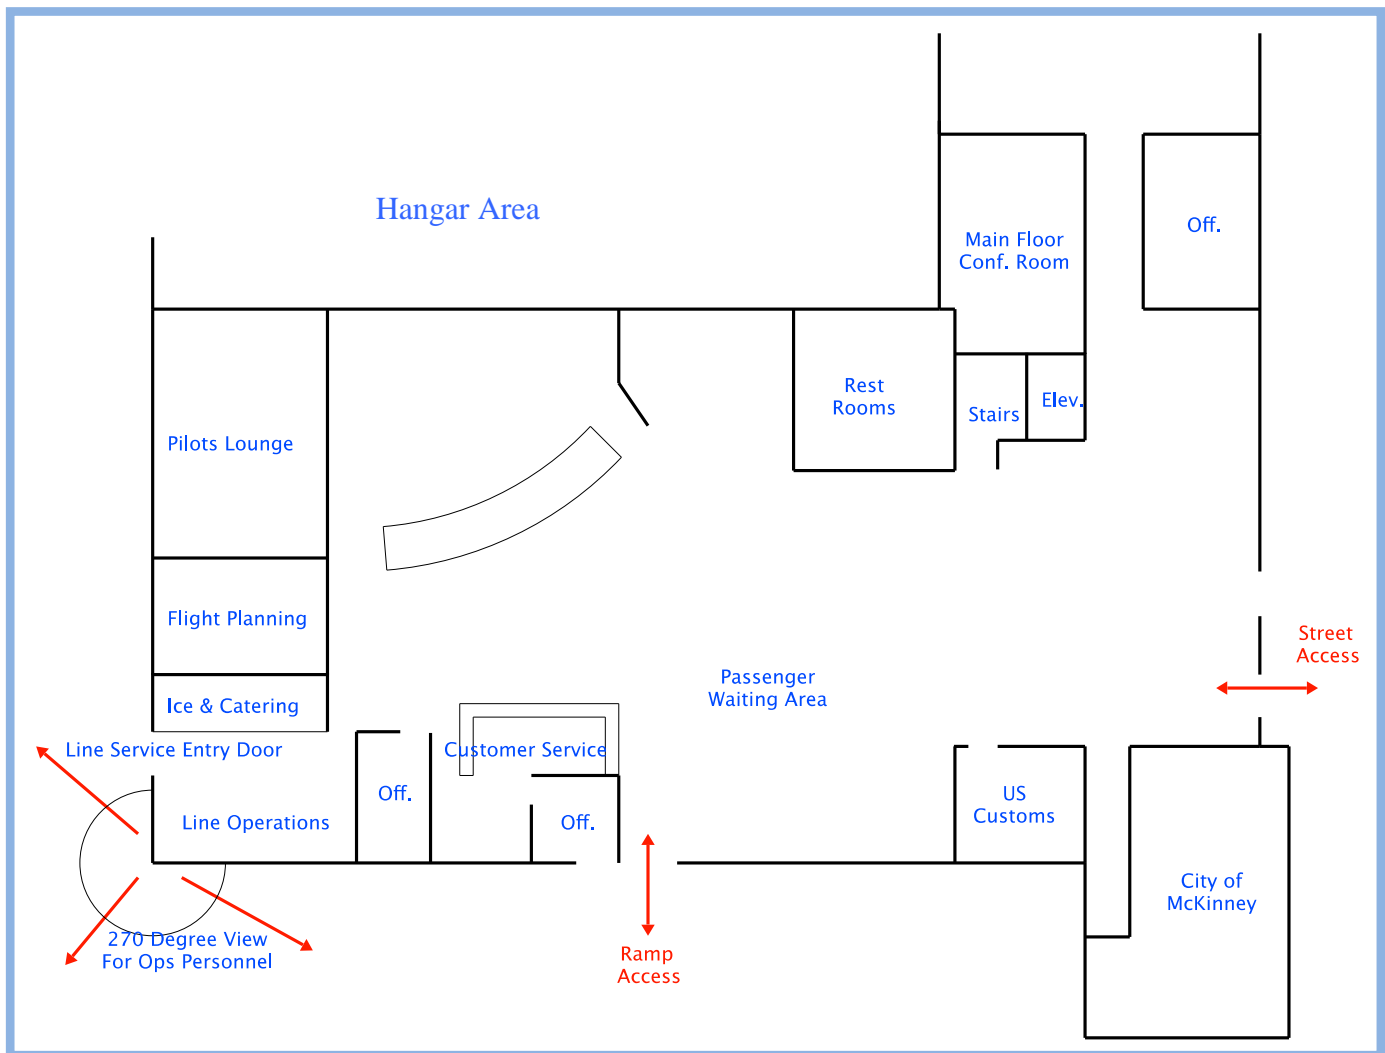 Hangar Area
Main Floor
Conf. Room
Off.
Rest
Rooms
Stairs
Elev.
Pilots Lounge
Flight Planning
Ice & Catering
Passenger
Waiting Area
Street
Access
Line Service Entry Door
Customer Service
Off.
Line Operations
Off.
US
Customs
City of
McKinney
270 Degree View
For Ops Personnel
Ramp
Access